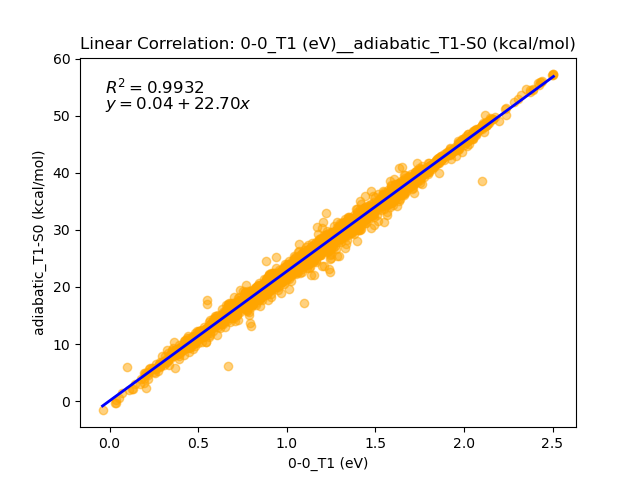 Linear Correlation: 0-0_T1 (eV)__adiabatic_T1-S0 (kcal/mol)
R² = 0.9932
y = 0.04 + 22.70x
60
50
40
30
20
10
0
adiabatic_T1-S0 (kcal/mol)
0.0 0.5 1.0 1.5 2.0 2.5
0-0_T1 (eV)